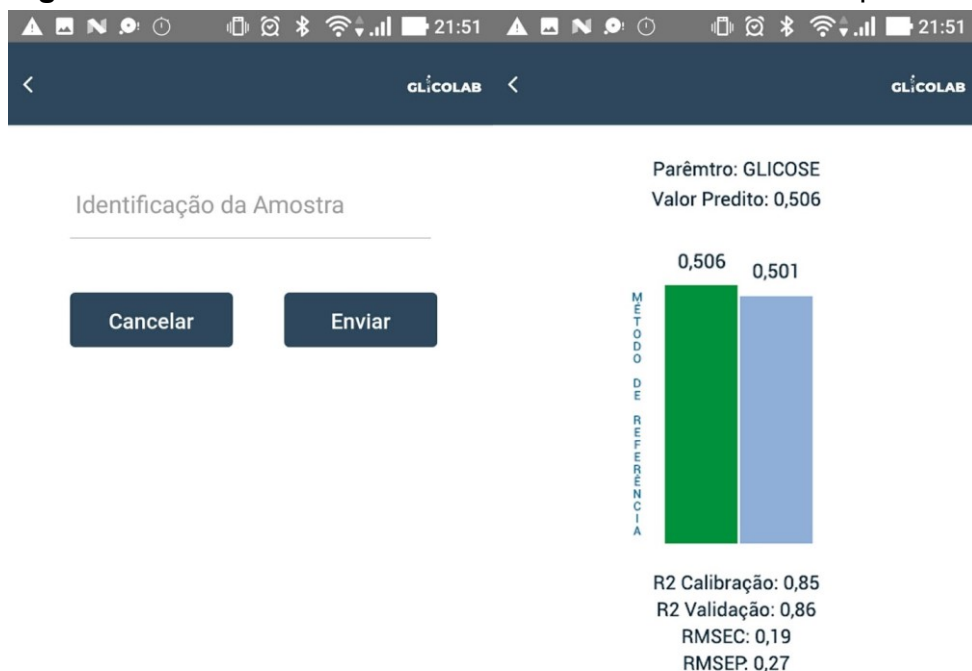 21:51
GLiCOLAB
Identificação da Amostra
Cancelar
Enviar
21:51
GLiCOLAB
Parêmtro: GLICOSE
Valor Predito: 0,506
0,506
0,501
MÉTODO DE REFERÊNCIA
R2 Calibração: 0,85
R2 Validação: 0,86
RMSEC: 0,19
RMSEP: 0,27